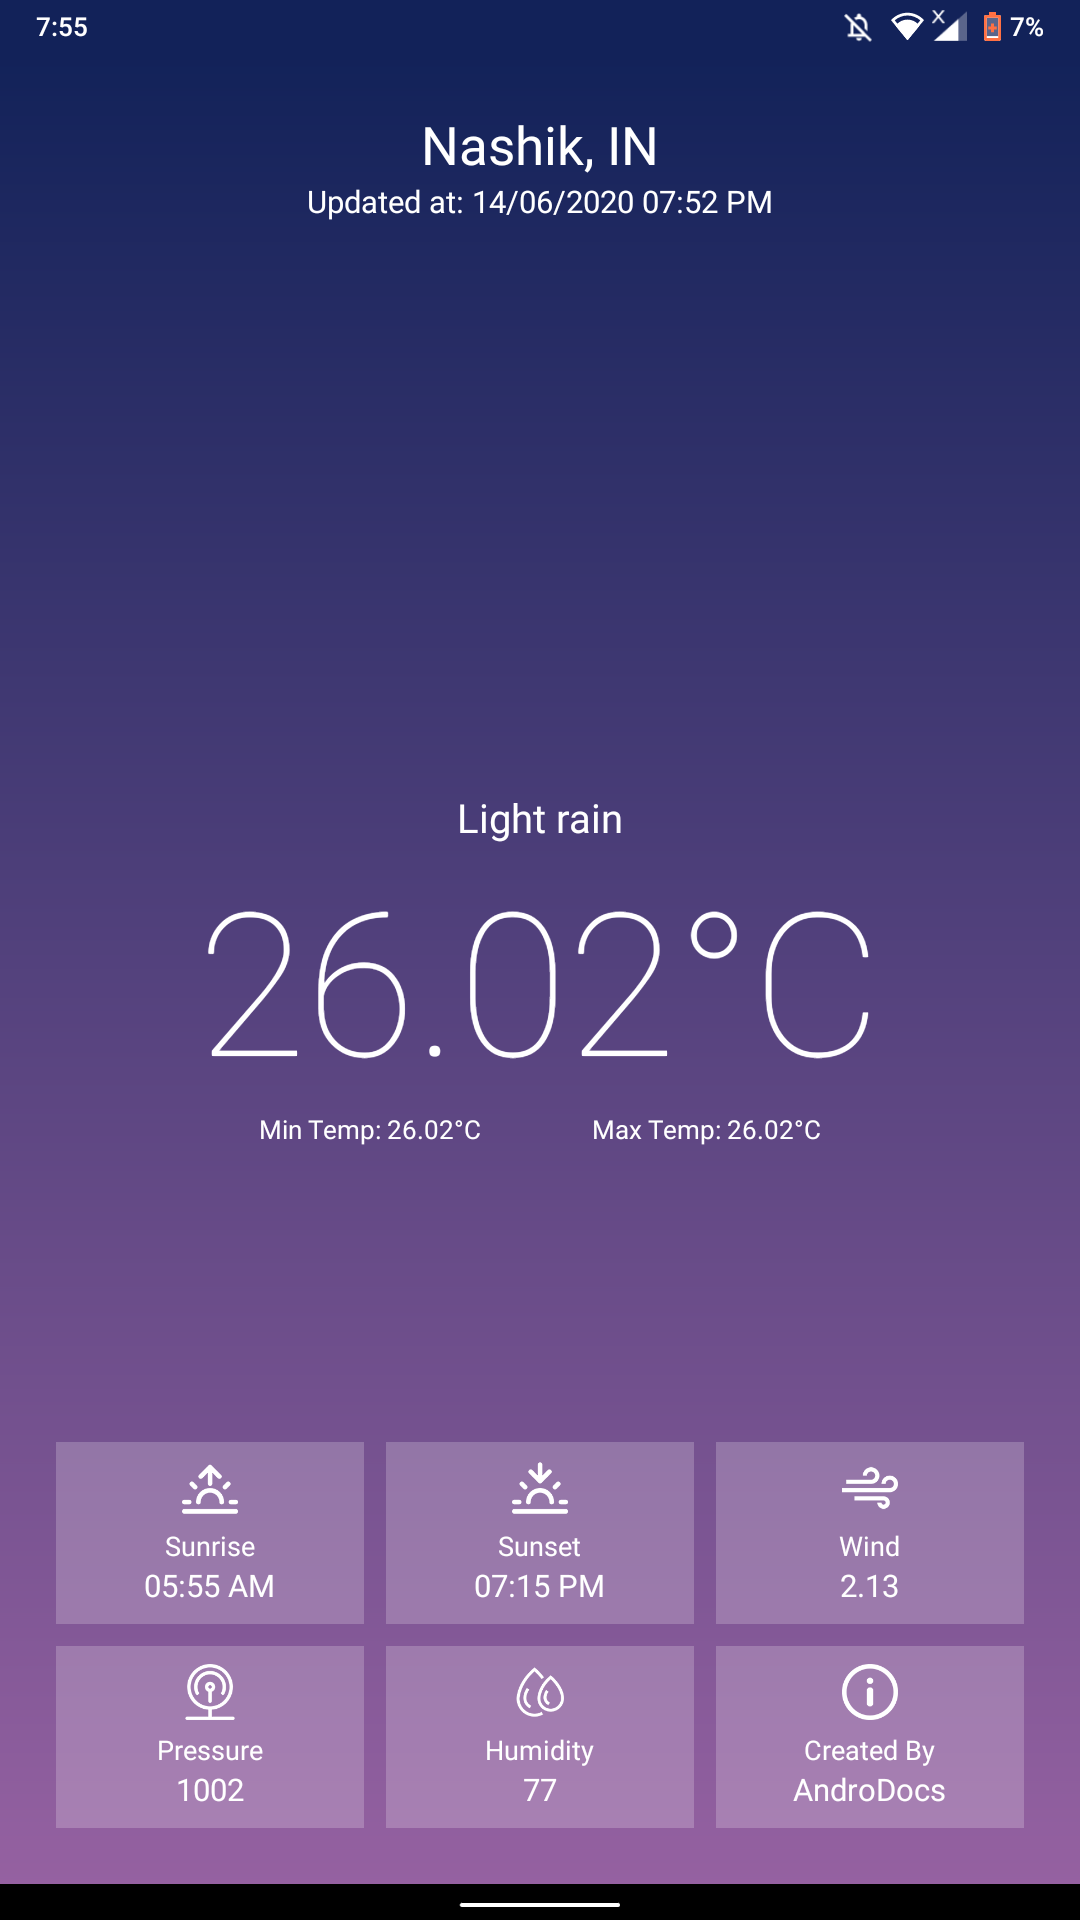 7:55 7%
Nashik, IN
Updated at: 14/06/2020 07:52 PM
Light rain
26.02°C
Min Temp: 26.02°C Max Temp: 26.02°C
Sunrise
05:55 AM
Sunset
07:15 PM
Wind
2.13
Pressure
1002
Humidity
77
Created By
AndroDocs